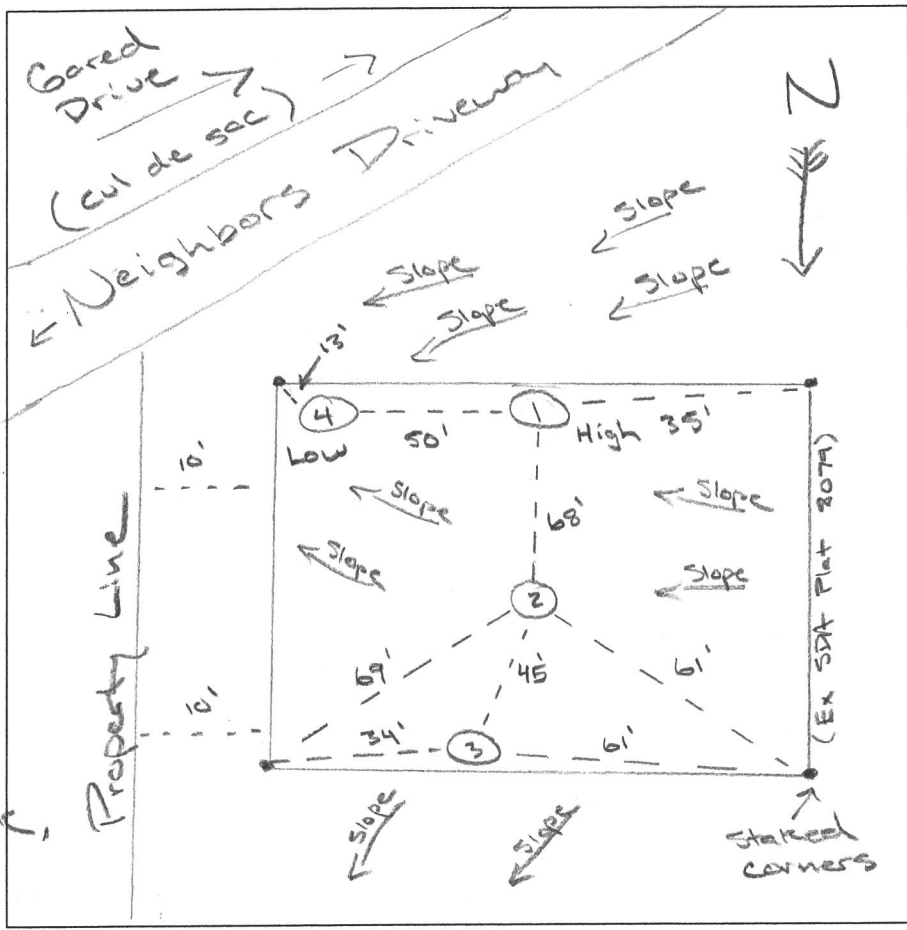 Gared
Drive
(cul de sac)
Neighbors Driveway
N
Slope
Slope
Slope
Slope
13'
4
Low
50'
1
High 35'
10'
Slope
Slope
68'
Slope
Slope
2
69'
45'
61'
10'
34'
3
61'
Property Line
(Ex SDA Plat 2079)
Slope
Slope
Staked
corners